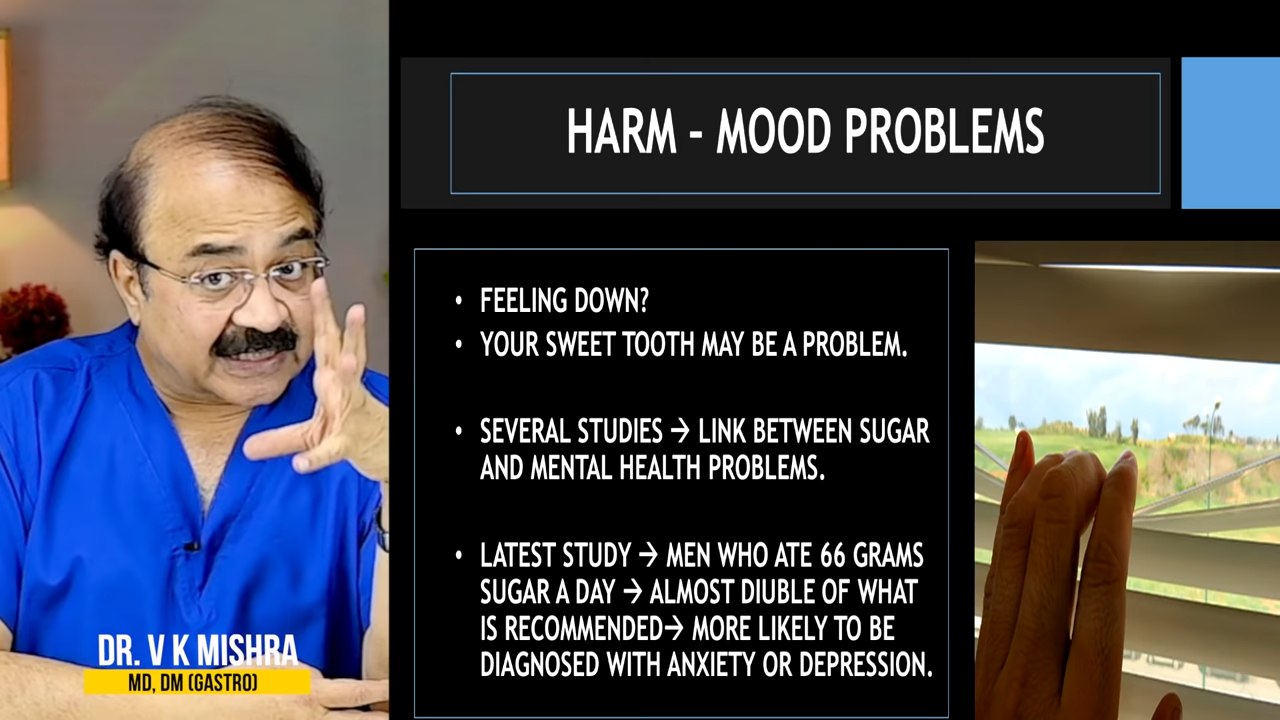 HARM - MOOD PROBLEMS
• FEELING DOWN?
• YOUR SWEET TOOTH MAY BE A PROBLEM.
• SEVERAL STUDIES → LINK BETWEEN SUGAR
AND MENTAL HEALTH PROBLEMS.
• LATEST STUDY → MEN WHO ATE 66 GRAMS
SUGAR A DAY → ALMOST DIUBLE OF WHAT
IS RECOMMENDED→ MORE LIKELY TO BE
DIAGNOSED WITH ANXIETY OR DEPRESSION.
DR. V K MISHRA
MD, DM (GASTRO)